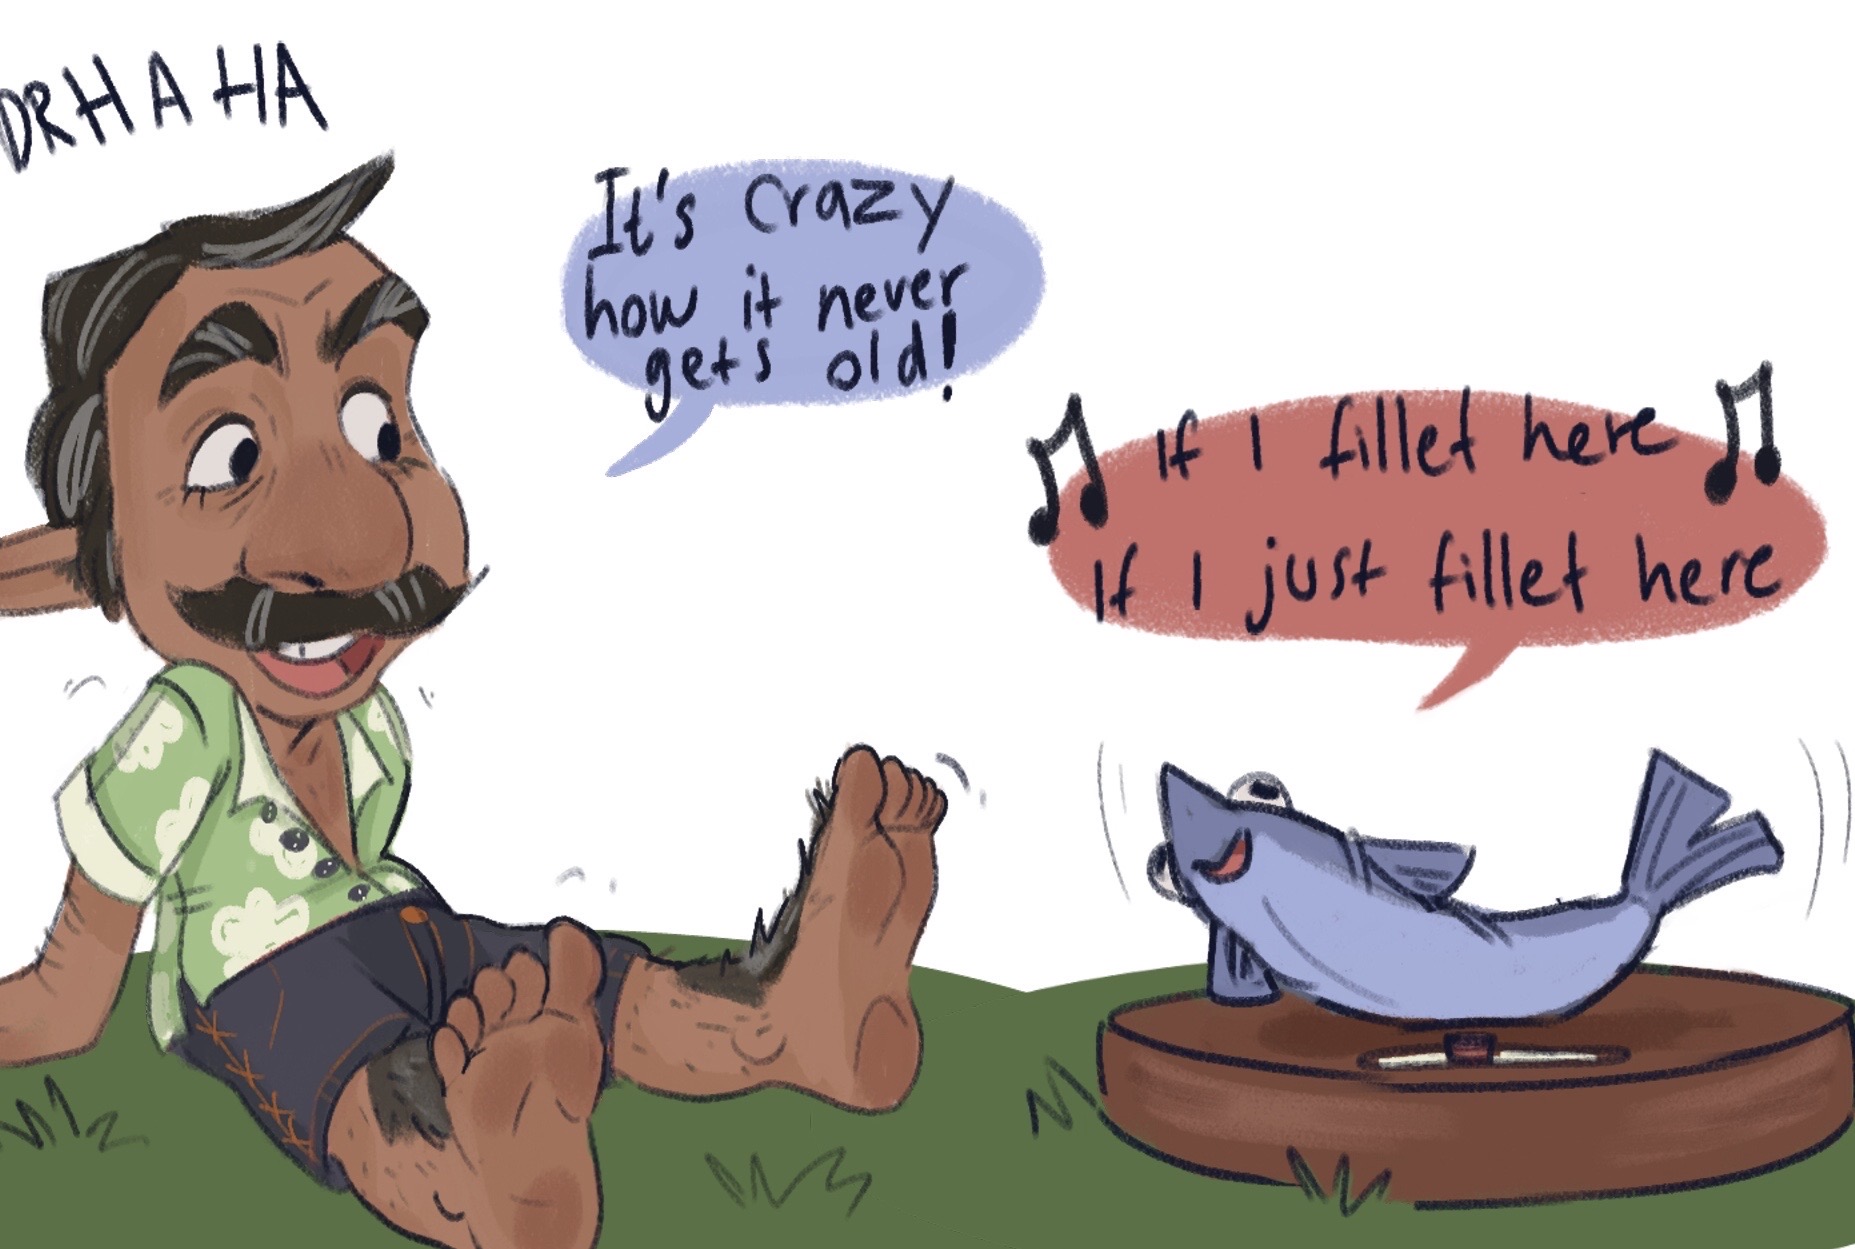 DRHAHA
It's crazy
how it never
gets old!
If I fillet here
If I just fillet here